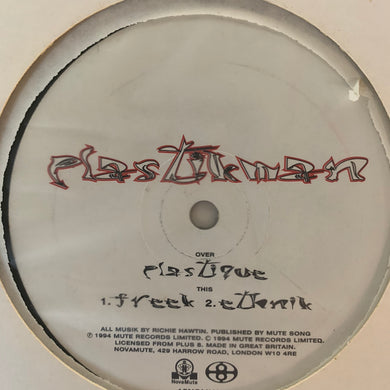 plastikman
OVER
plastique
THIS
1. freek 2. ethnik
ALL MUSIK BY RICHIE HAWTIN. PUBLISHED BY MUTE SONG
℗ 1994 MUTE RECORDS LIMITED. © 1994 MUTE RECORDS LIMITED.
LICENSED FROM PLUS 8. MADE IN GREAT BRITAIN.
NOVAMUTE, 429 HARROW ROAD, LONDON W10 4RE
NovaMute
8